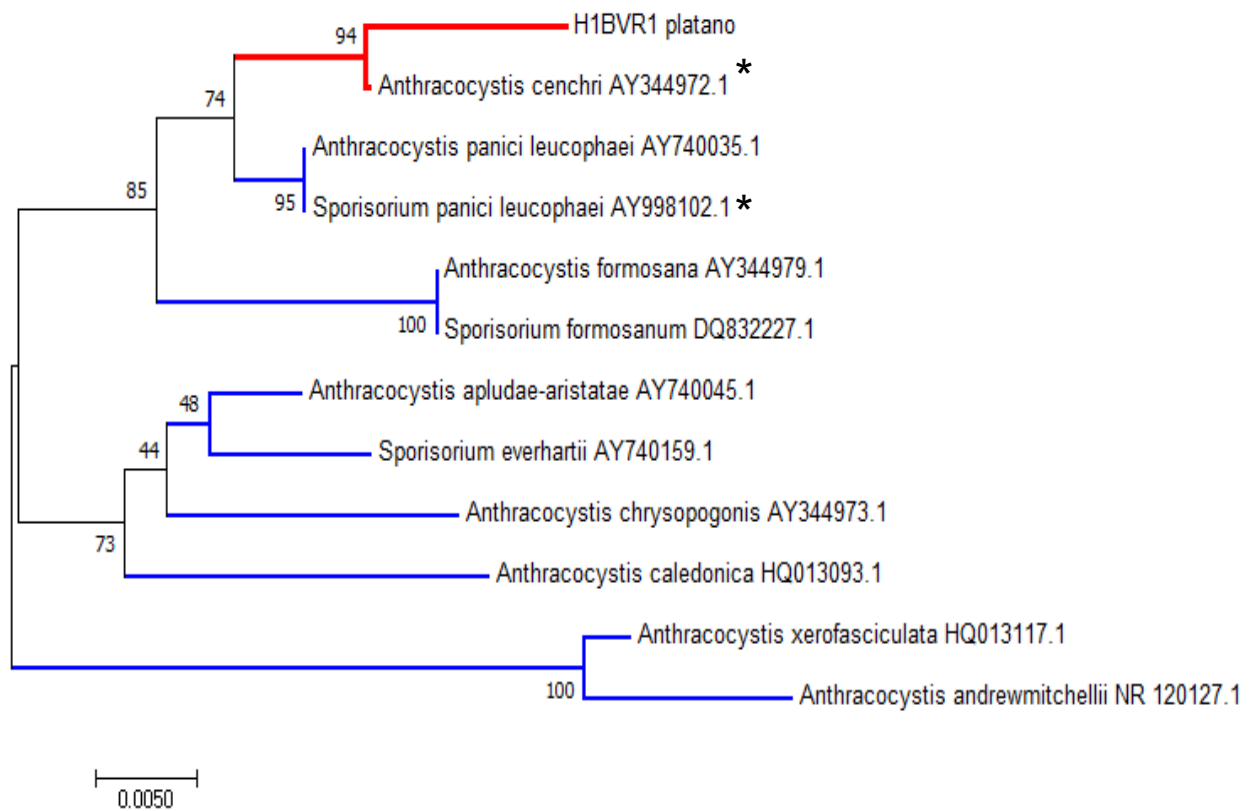 H1BVR1 platano
94
Anthracocystis cenchri AY344972.1 *
74
Anthracocystis panici leucophaei AY740035.1
85
95
Sporisorium panici leucophaei AY998102.1 *
Anthracocystis formosana AY344979.1
100
Sporisorium formosanum DQ832227.1
Anthracocystis apludae-aristatae AY740045.1
48
Sporisorium everhartii AY740159.1
44
Anthracocystis chrysopogonis AY344973.1
73
Anthracocystis caledonica HQ013093.1
Anthracocystis xerofasciculata HQ013117.1
100
Anthracocystis andrewmitchellii NR 120127.1
0.0050